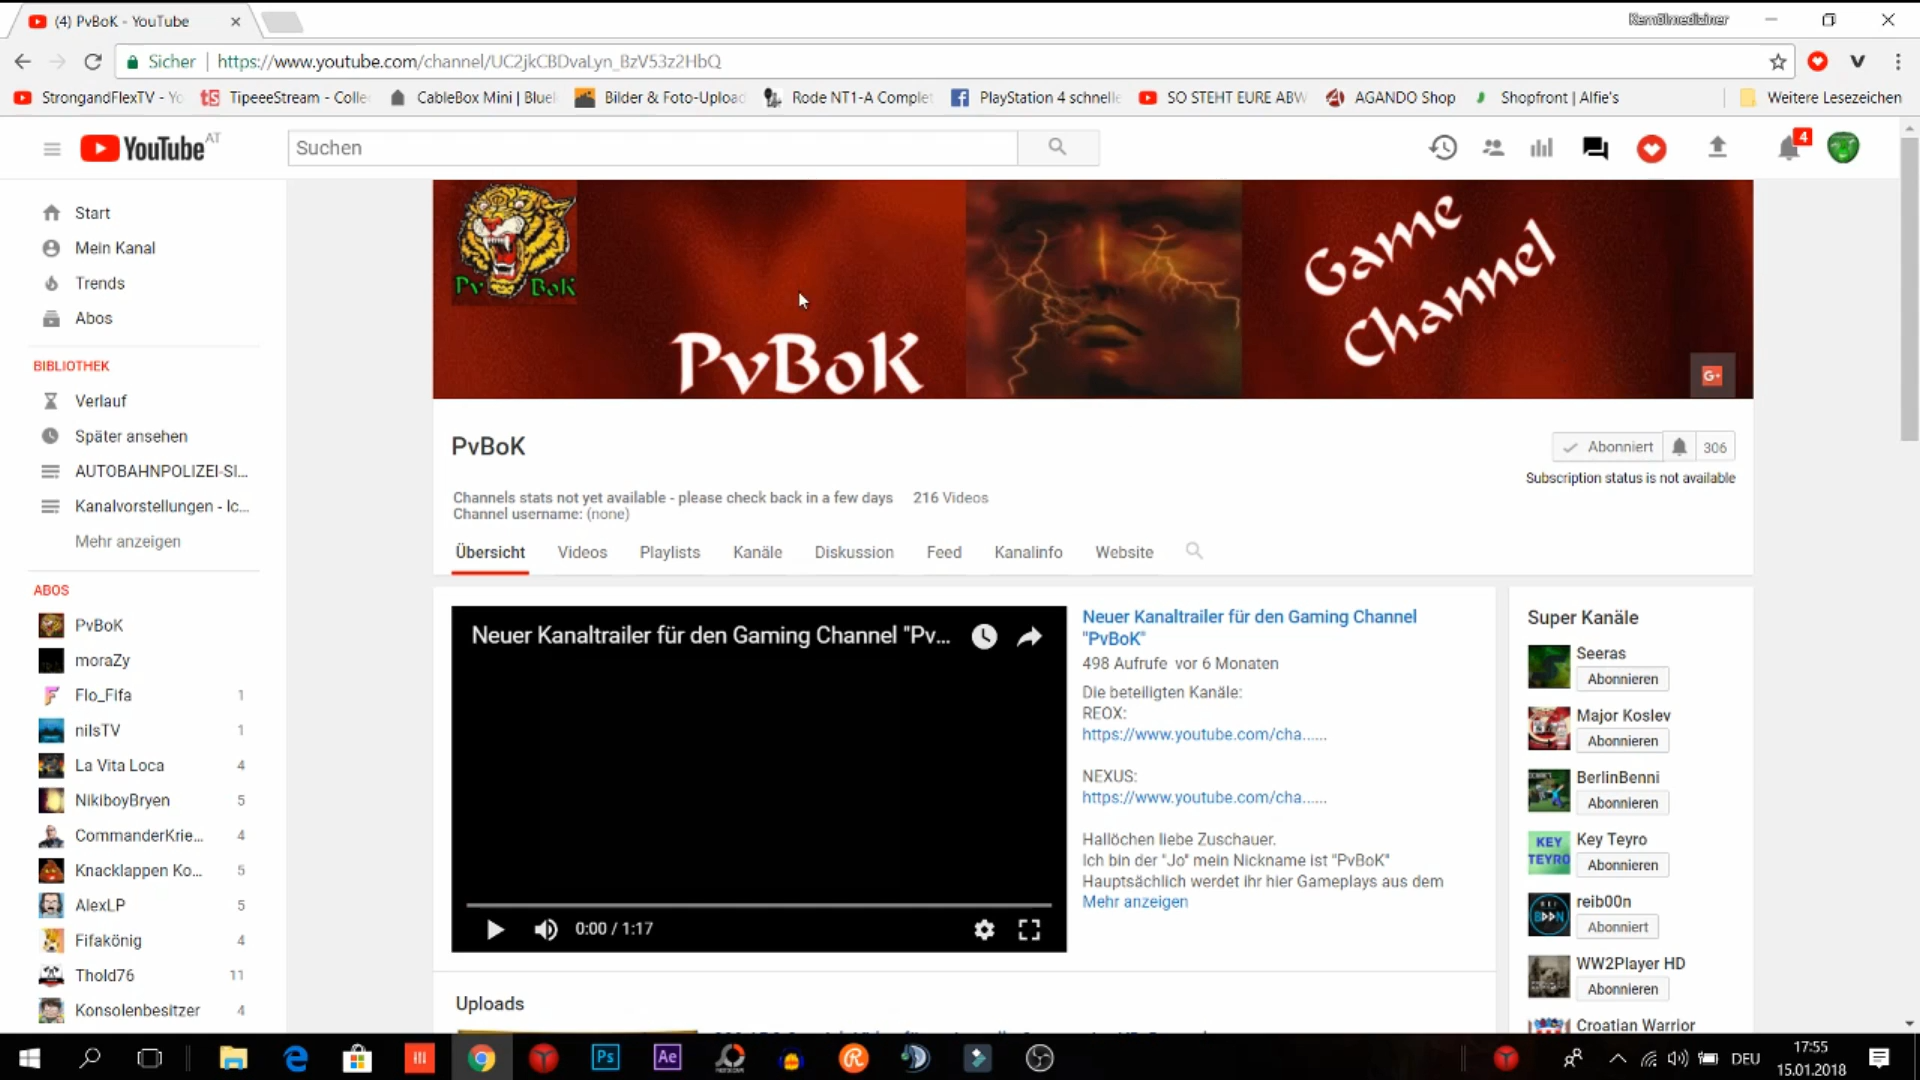 (4) PvBoK - YouTube
Kernölmediziner
Sicher
https://www.youtube.com/channel/UC2jkCBDvaLyn_BzV53z2HbQ
StrongandFlexTV - Yo
TipeeeStream - Colle
CableBox Mini | Blue
Bilder & Foto-Upload
Rode NT1-A Complet
PlayStation 4 schnelle
SO STEHT EURE ABW
AGANDO Shop
Shopfront | Alfie's
Weitere Lesezeichen
YouTube AT
Suchen
4
Start
Mein Kanal
Trends
Abos
BIBLIOTHEK
Verlauf
Später ansehen
AUTOBAHNPOLIZEI-SI...
Kanalvorstellungen - Ic...
Mehr anzeigen
ABOS
PvBoK
moraZy
Flo_Fifa 1
nilsTV 1
La Vita Loca 4
NikiboyBryen 5
CommanderKrie... 4
Knacklappen Ko... 5
AlexLP 5
Fifakönig 4
Thold76 11
Konsolenbesitzer 4
Pv BoK
PvBoK
Game
Channel
G+
PvBoK
Abonniert 306
Subscription status is not available
Channels stats not yet available - please check back in a few days 216 Videos
Channel username: (none)
Übersicht Videos Playlists Kanäle Diskussion Feed Kanalinfo Website
Neuer Kanaltrailer für den Gaming Channel "Pv...
0:00 / 1:17
Neuer Kanaltrailer für den Gaming Channel
"PvBoK"
498 Aufrufe vor 6 Monaten
Die beteiligten Kanäle:
REOX:
https://www.youtube.com/cha......
NEXUS:
https://www.youtube.com/cha......
Hallöchen liebe Zuschauer.
Ich bin der "Jo" mein Nickname ist "PvBoK"
Hauptsächlich werdet ihr hier Gameplays aus dem
Mehr anzeigen
Uploads
Super Kanäle
Seeras
Abonnieren
Major Koslev
Abonnieren
BerlinBenni
Abonnieren
KEY
TEYRO
Key Teyro
Abonnieren
reib00n
Abonniert
WW2Player HD
Abonnieren
Croatian Warrior
Ps
Ae
DEU
17:55
15.01.2018